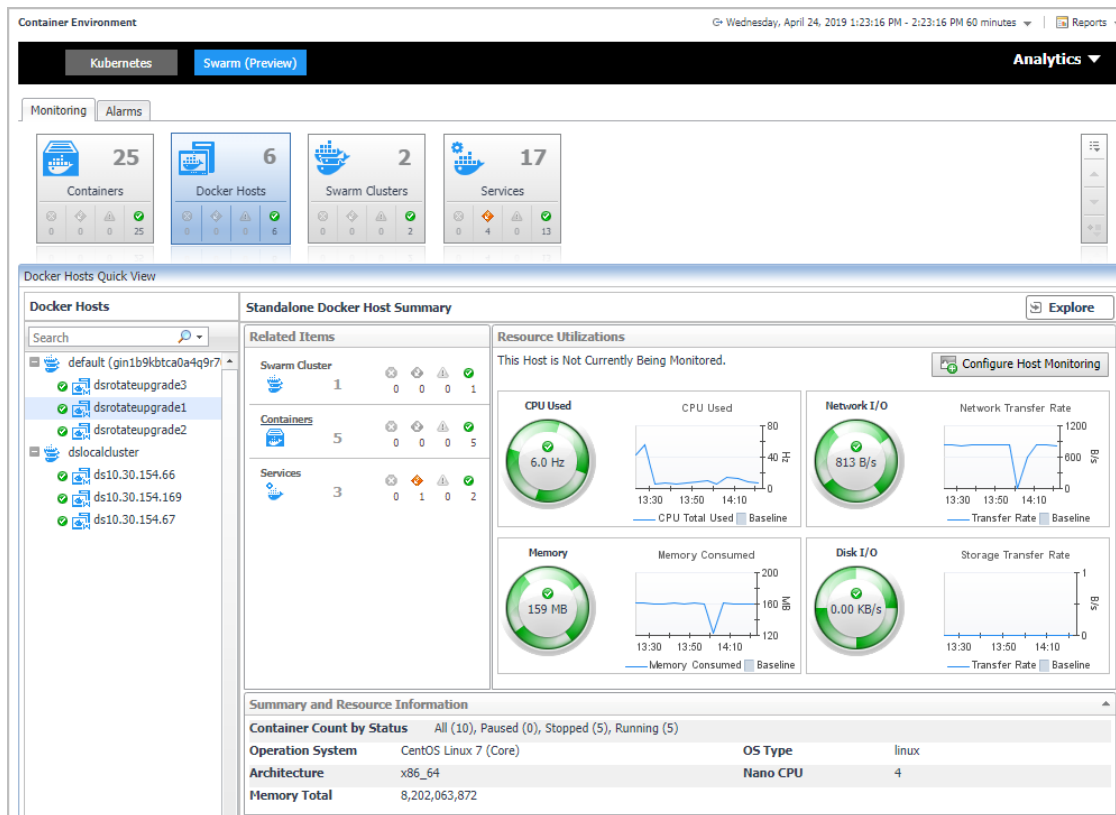 Container Environment
Wednesday, April 24, 2019 1:23:16 PM - 2:23:16 PM 60 minutes
Reports
Kubernetes
Swarm (Preview)
Analytics
Monitoring
Alarms
25
Containers
0 0 0 25
6
Docker Hosts
0 0 0 6
2
Swarm Clusters
0 0 0 2
17
Services
0 4 0 13
Docker Hosts Quick View
Docker Hosts
Search
default (gin1b9kbtca0a4q9r7
dsrotateupgrade3
dsrotateupgrade1
dsrotateupgrade2
dslocalcluster
ds10.30.154.66
ds10.30.154.169
ds10.30.154.67
Standalone Docker Host Summary
Explore
Related Items
Swarm Cluster
1
0 0 0 1
Containers
5
0 0 0 5
Services
3
0 1 0 2
Resource Utilizations
This Host is Not Currently Being Monitored.
Configure Host Monitoring
CPU Used
6.0 Hz
CPU Used
80
40
0
Hz
13:30 13:50 14:10
CPU Total Used Baseline
Network I/O
813 B/s
Network Transfer Rate
1200
600
0
B/s
13:30 13:50 14:10
Transfer Rate Baseline
Memory
159 MB
Memory Consumed
200
160
120
MB
13:30 13:50 14:10
Memory Consumed Baseline
Disk I/O
0.00 KB/s
Storage Transfer Rate
1
0
B/s
13:30 13:50 14:10
Transfer Rate Baseline
Summary and Resource Information
Container Count by Status All (10), Paused (0), Stopped (5), Running (5)
Operation System CentOS Linux 7 (Core) OS Type linux
Architecture x86_64 Nano CPU 4
Memory Total 8,202,063,872